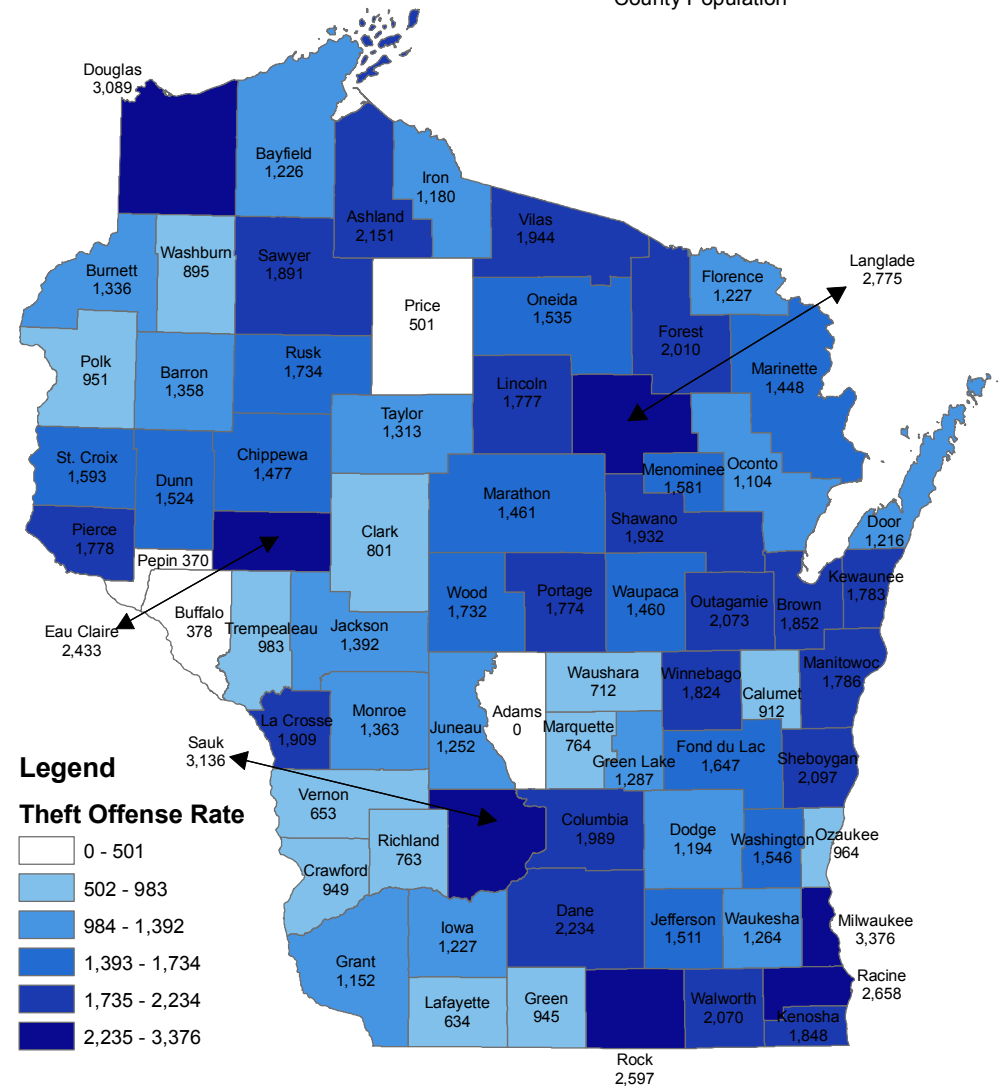 County Population
Douglas
3,089
Bayfield
1,226
Iron
1,180
Ashland
2,151
Vilas
1,944
Washburn
895
Sawyer
1,891
Burnett
1,336
Florence
1,227
Langlade
2,775
Price
501
Oneida
1,535
Forest
2,010
Polk
951
Barron
1,358
Rusk
1,734
Marinette
1,448
Lincoln
1,777
Taylor
1,313
St. Croix
1,593
Chippewa
1,477
Dunn
1,524
Menominee
1,581
Oconto
1,104
Marathon
1,461
Clark
801
Shawano
1,932
Door
1,216
Pierce
1,778
Pepin 370
Wood
1,732
Portage
1,774
Waupaca
1,460
Outagamie
2,073
Brown
1,852
Kewaunee
1,783
Eau Claire
2,433
Buffalo
378
Trempealeau
983
Jackson
1,392
Waushara
712
Winnebago
1,824
Calumet
912
Manitowoc
1,786
La Crosse
1,909
Monroe
1,363
Juneau
1,252
Adams
0
Marquette
764
Green Lake
1,287
Fond du Lac
1,647
Sheboygan
2,097
Sauk
3,136
Vernon
653
Richland
763
Columbia
1,989
Dodge
1,194
Washington
1,546
Ozaukee
964
Crawford
949
Iowa
1,227
Dane
2,234
Jefferson
1,511
Waukesha
1,264
Milwaukee
3,376
Grant
1,152
Lafayette
634
Green
945
Walworth
2,070
Racine
2,658
Kenosha
1,848
Rock
2,597
Legend
Theft Offense Rate
0 - 501
502 - 983
984 - 1,392
1,393 - 1,734
1,735 - 2,234
2,235 - 3,376